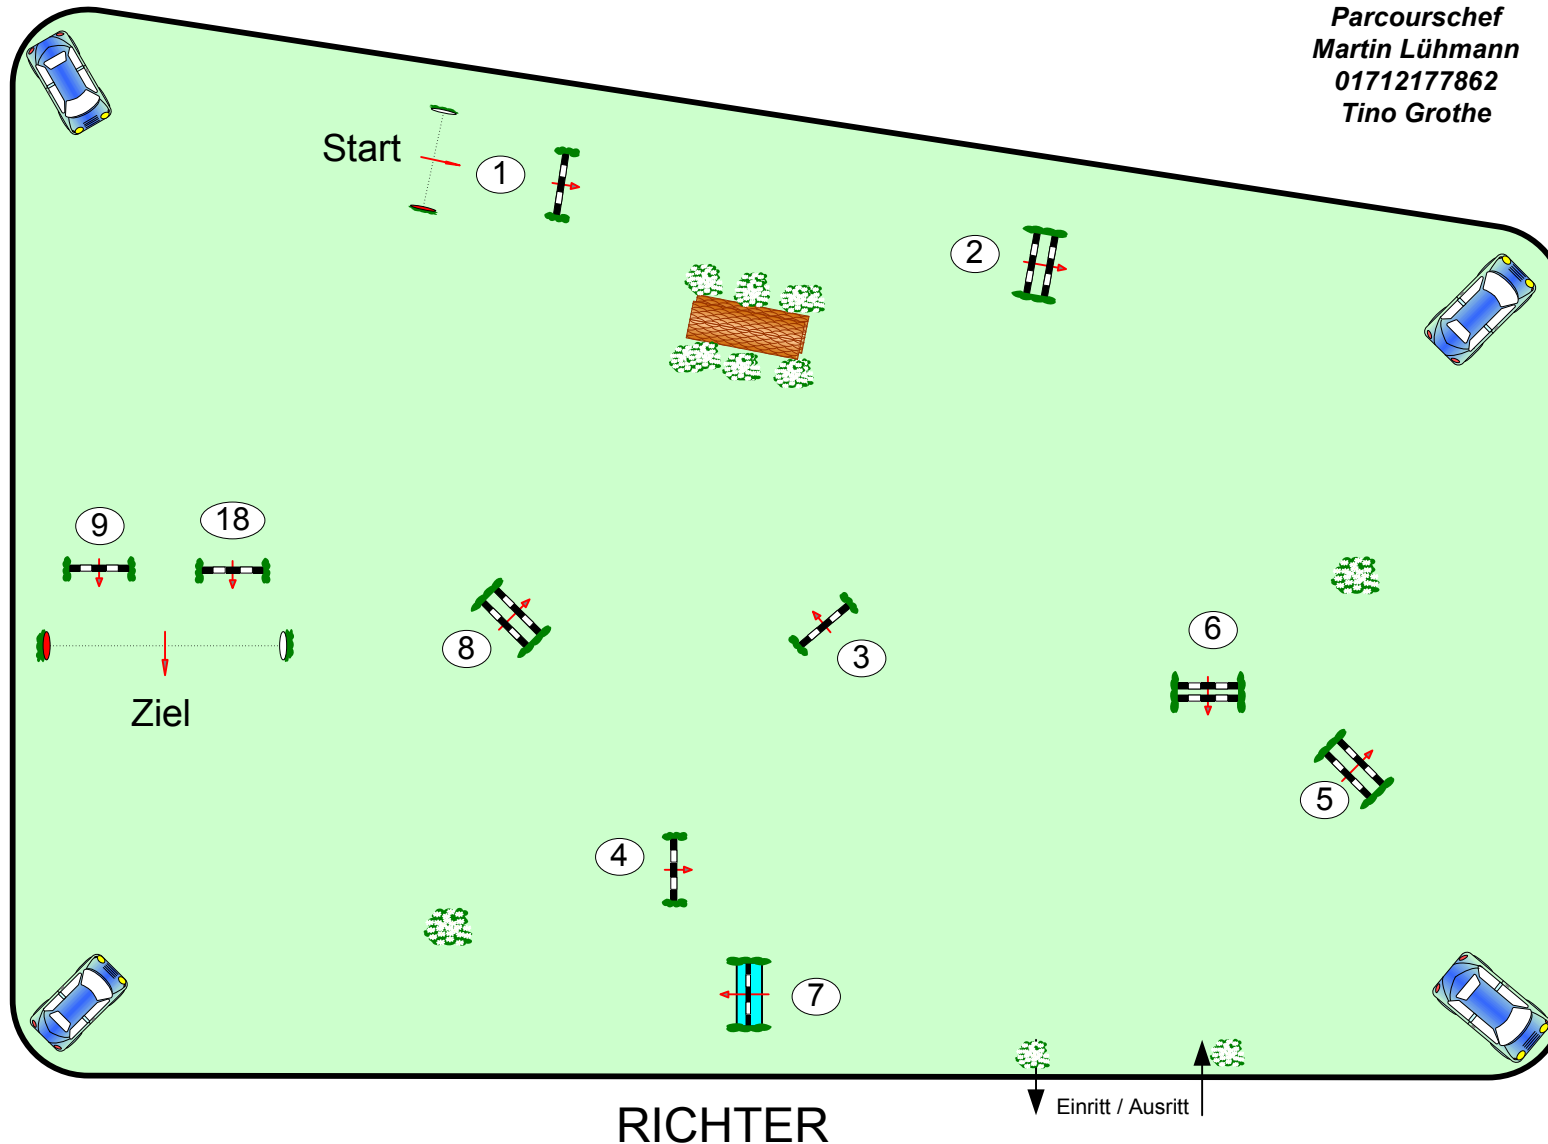 Parcourschef
Martin Lühmann
01712177862
Tino Grothe
Start
1
2
9
18
8
3
6
Ziel
5
4
7
Einritt / Ausritt
RICHTER